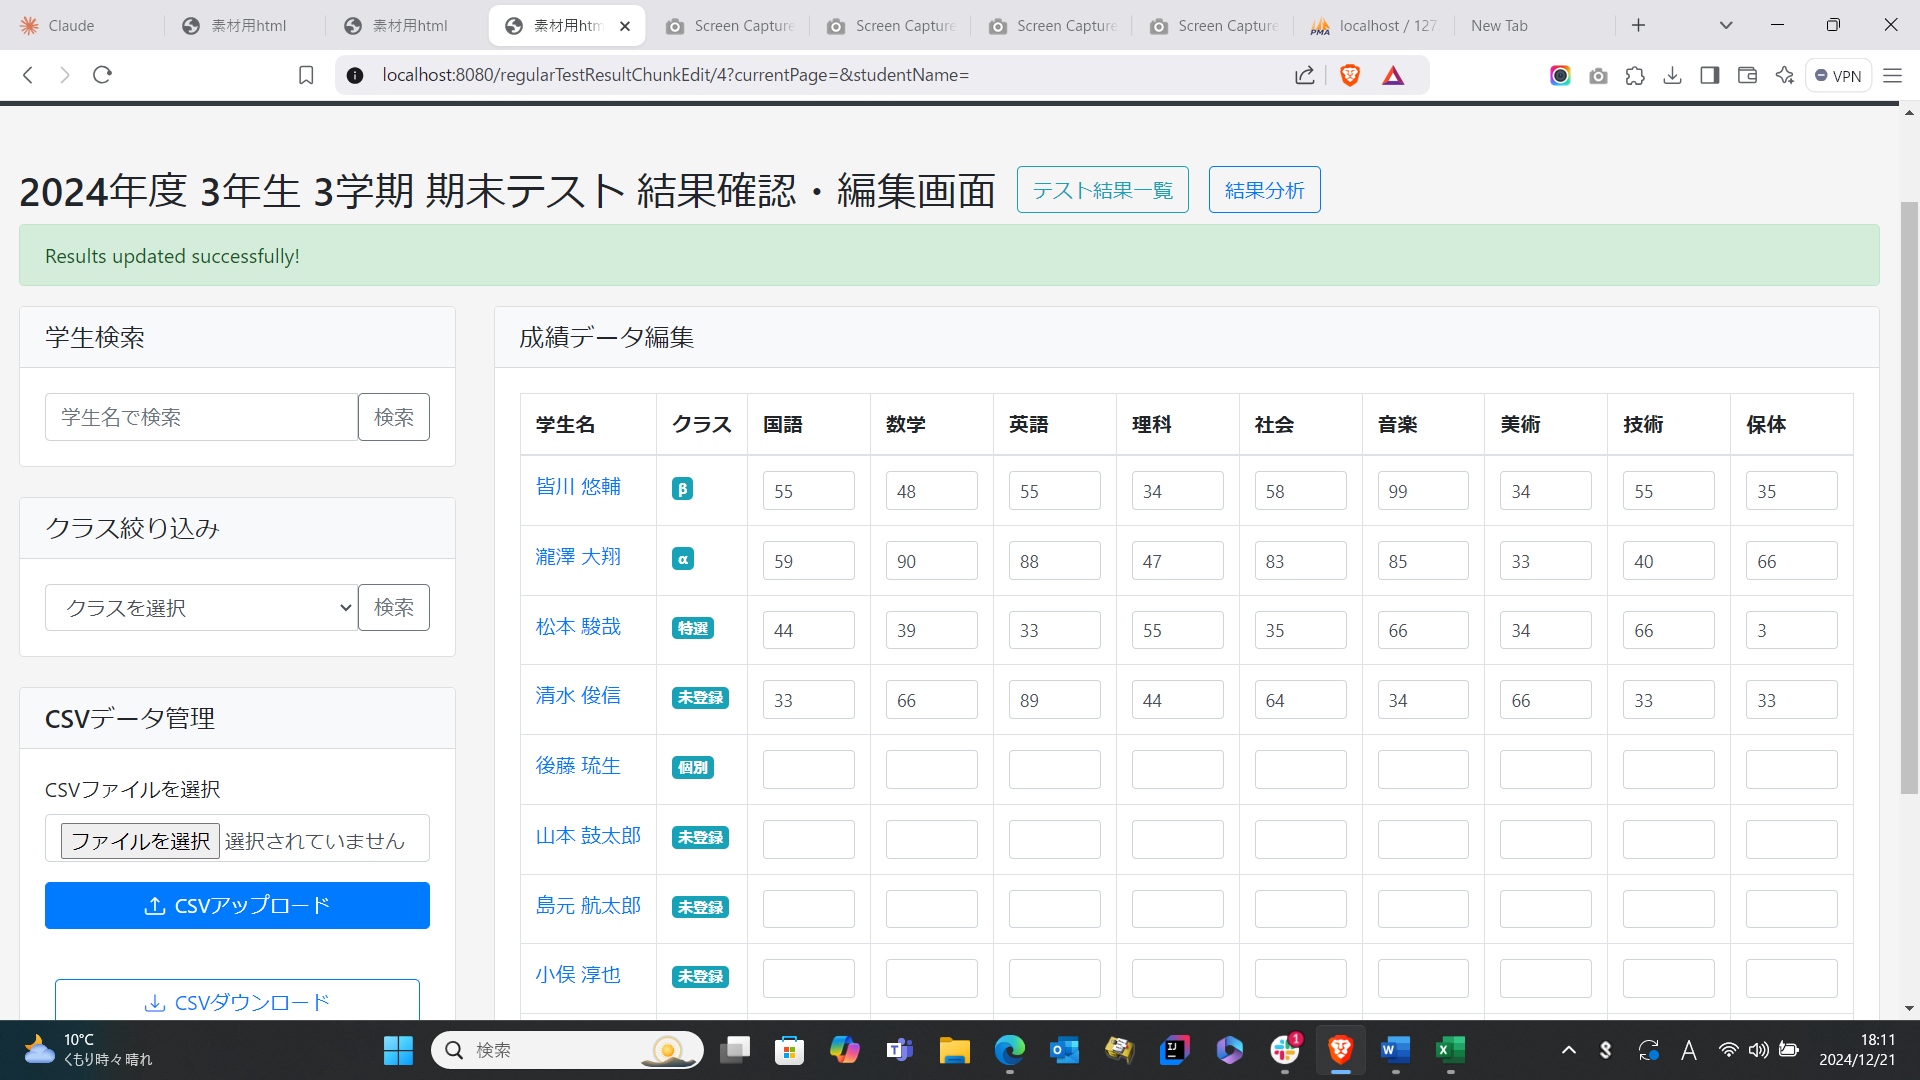 Claude
素材用html
素材用html
素材用htm
Screen Capture
Screen Capture
Screen Capture
Screen Capture
localhost / 127.
New Tab
localhost:8080/regularTestResultChunkEdit/4?currentPage=&studentName=
VPN
2024年度 3年生 3学期 期末テスト 結果確認・編集画面
テスト結果一覧
結果分析
Results updated successfully!
学生検索
学生名で検索
検索
クラス絞り込み
クラスを選択
検索
CSVデータ管理
CSVファイルを選択
ファイルを選択 選択されていません
CSVアップロード
CSVダウンロード
成績データ編集
学生名 クラス 国語 数学 英語 理科 社会 音楽 美術 技術 保体
皆川 悠輔 β 55 48 55 34 58 99 34 55 35
瀧澤 大翔 α 59 90 88 47 83 85 33 40 66
松本 駿哉 特選 44 39 33 55 35 66 34 66 3
清水 俊信 未登録 33 66 89 44 64 34 66 33 33
後藤 琉生 個別
山本 鼓太郎 未登録
島元 航太郎 未登録
小俣 淳也 未登録
10°C
くもり時々晴れ
検索
1
A
18:11
2024/12/21